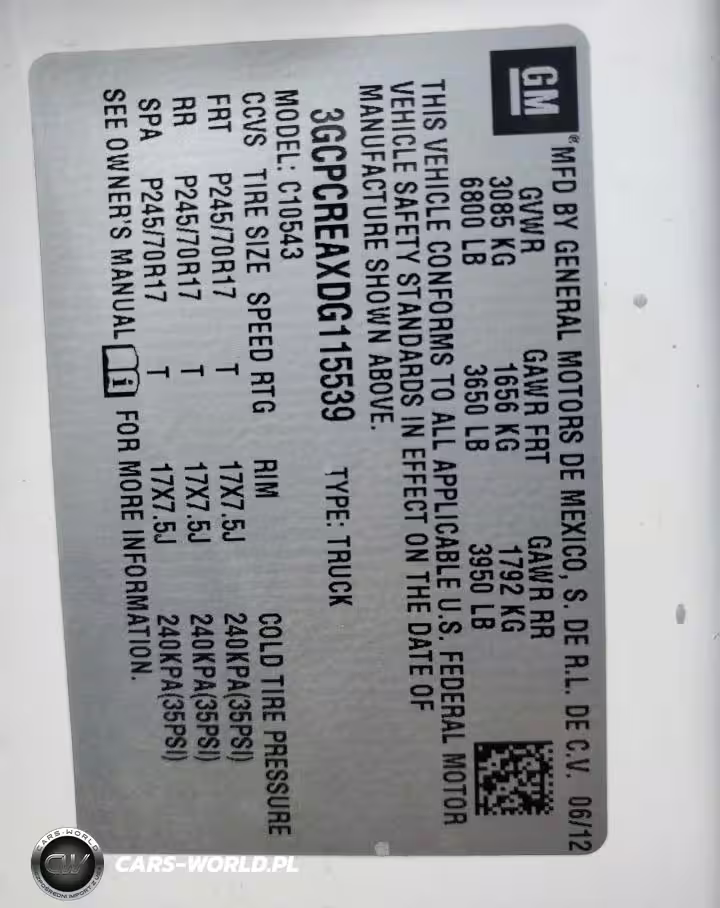 GM
® MFD BY GENERAL MOTORS DE MEXICO, S. DE R.L. DE C.V. 06/12
GVWR GAWR FRT GAWR RR
3085 KG 1656 KG 1792 KG
6800 LB 3650 LB 3950 LB
THIS VEHICLE CONFORMS TO ALL APPLICABLE U.S. FEDERAL MOTOR
VEHICLE SAFETY STANDARDS IN EFFECT ON THE DATE OF
MANUFACTURE SHOWN ABOVE.
3GCPCREAXDG115539 TYPE: TRUCK
MODEL: C10543
CCVS TIRE SIZE SPEED RTG RIM COLD TIRE PRESSURE
FRT P245/70R17 T 17X7.5J 240KPA(35PSI)
RR P245/70R17 T 17X7.5J 240KPA(35PSI)
SPA P245/70R17 T 17X7.5J 240KPA(35PSI)
SEE OWNER'S MANUAL i FOR MORE INFORMATION.
CARS-WORLD
CW
CARS-WORLD.PL